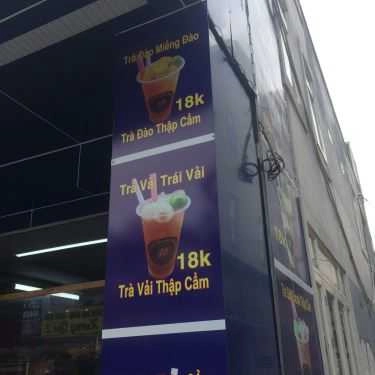 Trà Đào Miếng Đào
18k
Trà Đào Thập Cẩm
Trà Vải Trái Vải
18k
Trà Vải Thập Cẩm